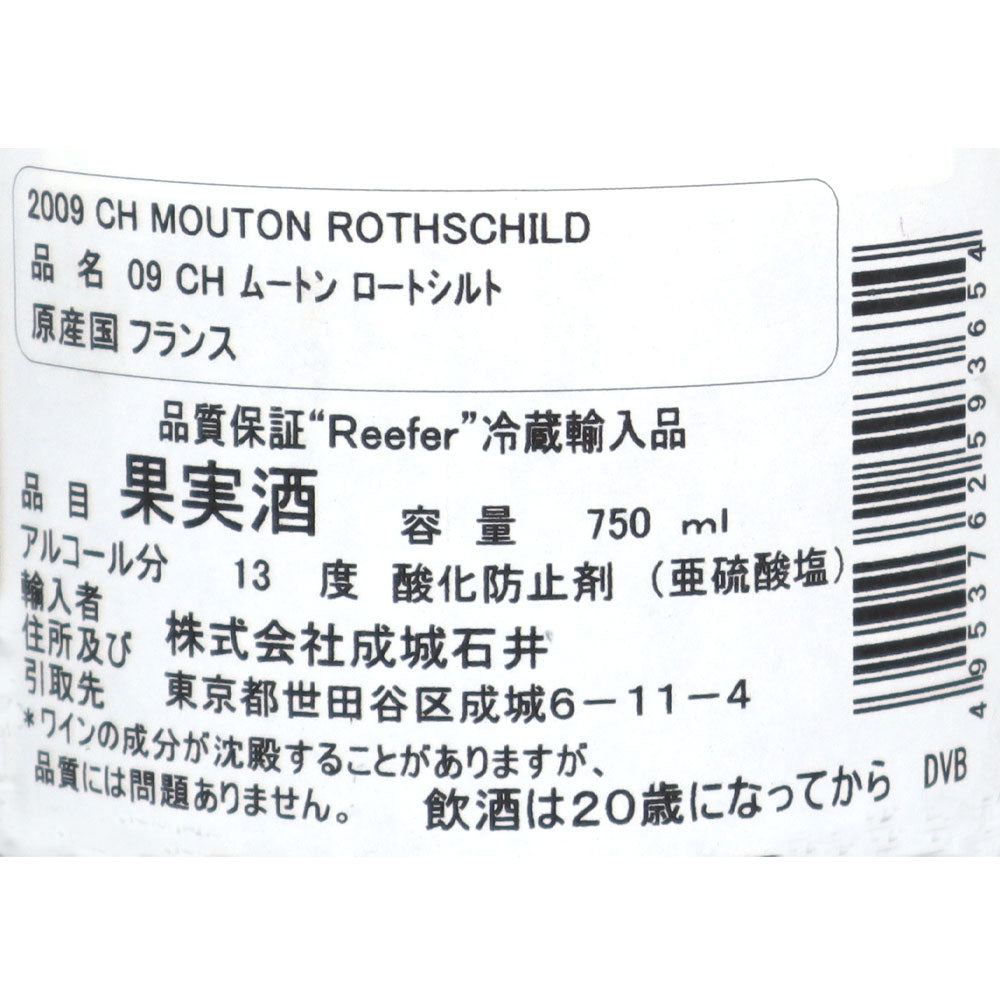 2009 CH MOUTON ROTHSCHILD
品 名 09 CH ムートン ロートシルト
原産国 フランス
品質保証“Reefer”冷蔵輸入品
品 目 果実酒 容 量 750 ml
アルコール分 13 度 酸化防止剤 (亜硫酸塩)
輸入者
住所及び 株式会社成城石井
引取先 東京都世田谷区成城6-11-4
*ワインの成分が沈殿することがありますが、
品質には問題ありません。 飲酒は20歳になってから
DVB
4953762593654